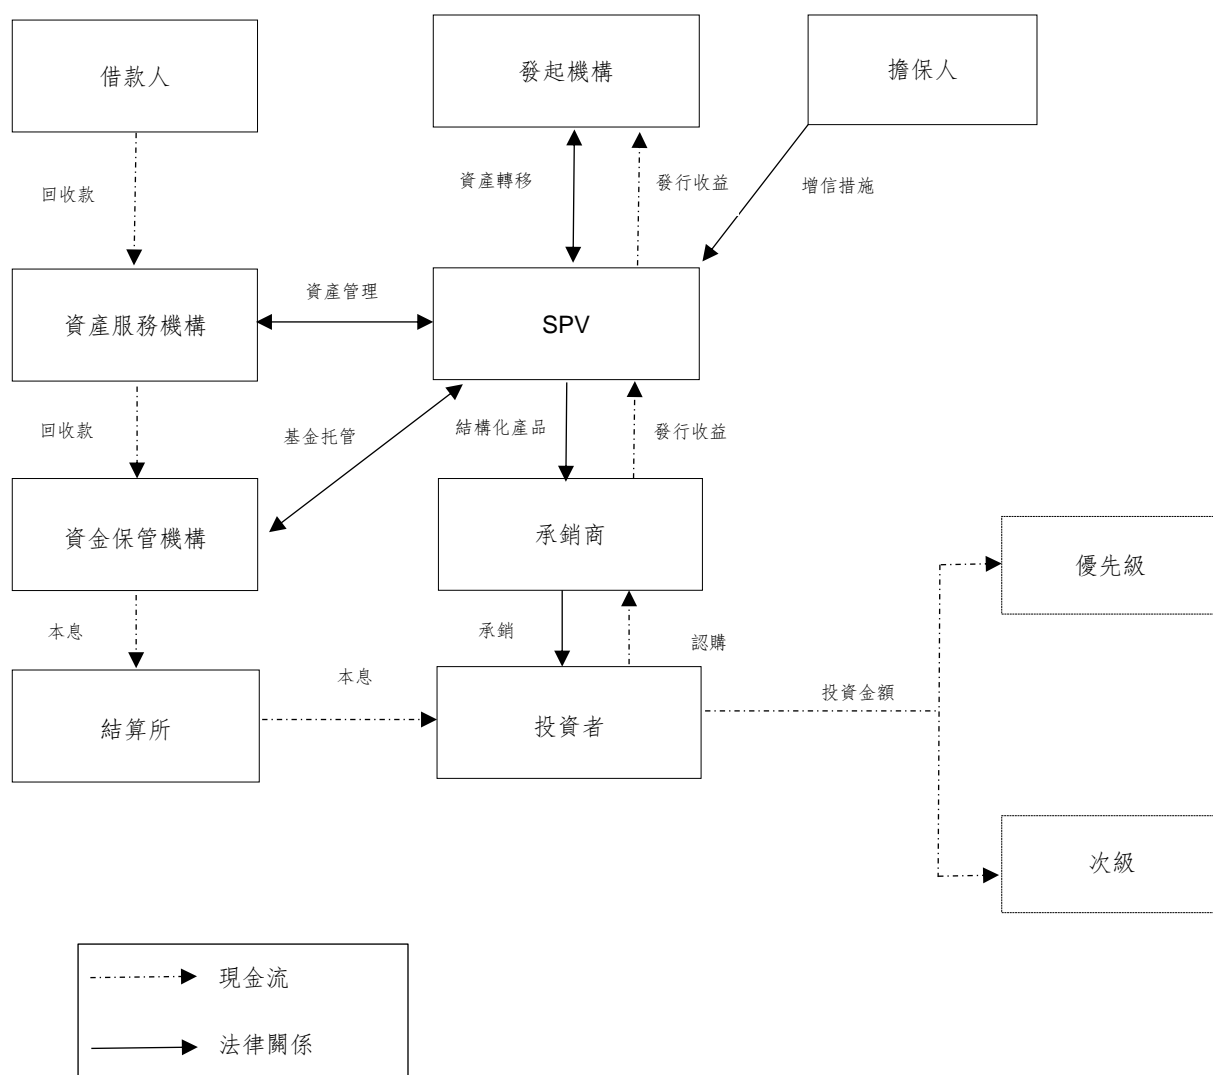 借款人
發起機構
擔保人
回收款
資產轉移
發行收益
增信措施
資產管理
資產服務機構
SPV
回收款
基金托管
結構化產品
發行收益
資金保管機構
承銷商
優先級
本息
承銷
認購
本息
投資金額
結算所
投資者
次級
現金流
法律關係